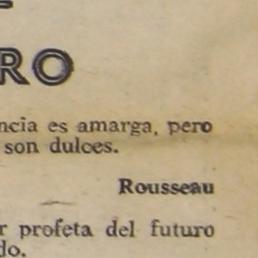 RO
ncia es amarga, pero
son dulces.
Rousseau
r profeta del futuro
do.